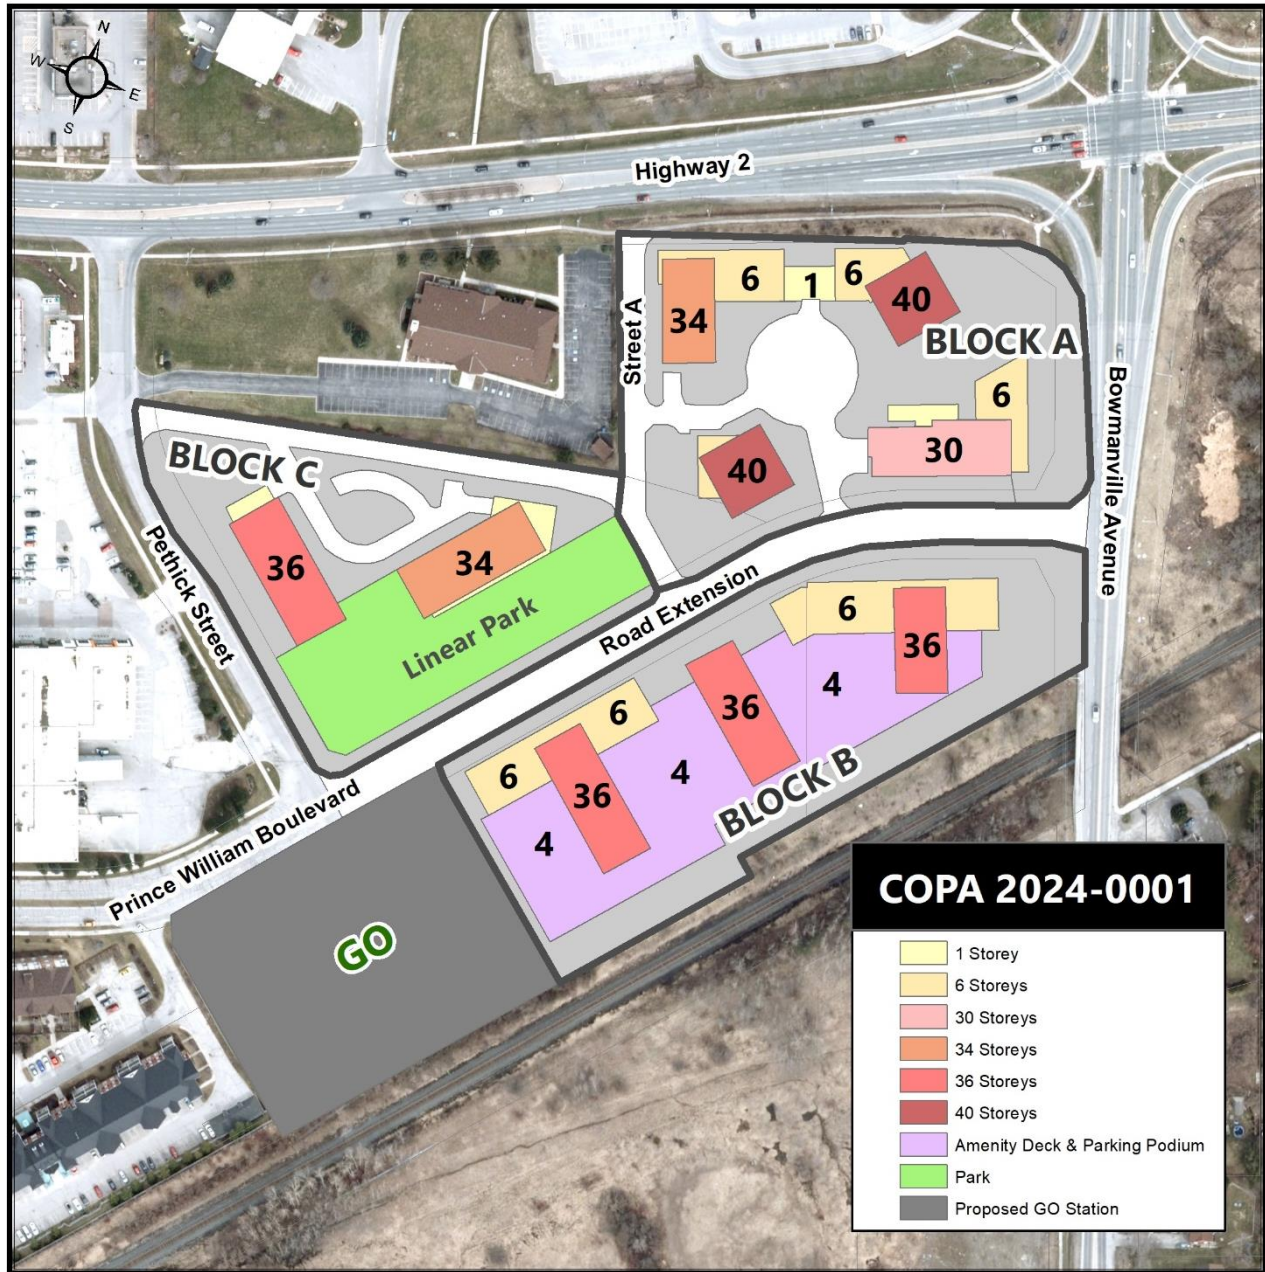 N
W
E
S
Highway 2
6
1
6
40
34
BLOCK A
Street A
6
30
40
Bowmanville Avenue
BLOCK C
36
34
Linear Park
Pethick Street
Road Extension
6
36
4
36
6
6
36
4
4
BLOCK B
Prince William Boulevard
GO
COPA 2024-0001
1 Storey
6 Storeys
30 Storeys
34 Storeys
36 Storeys
40 Storeys
Amenity Deck & Parking Podium
Park
Proposed GO Station